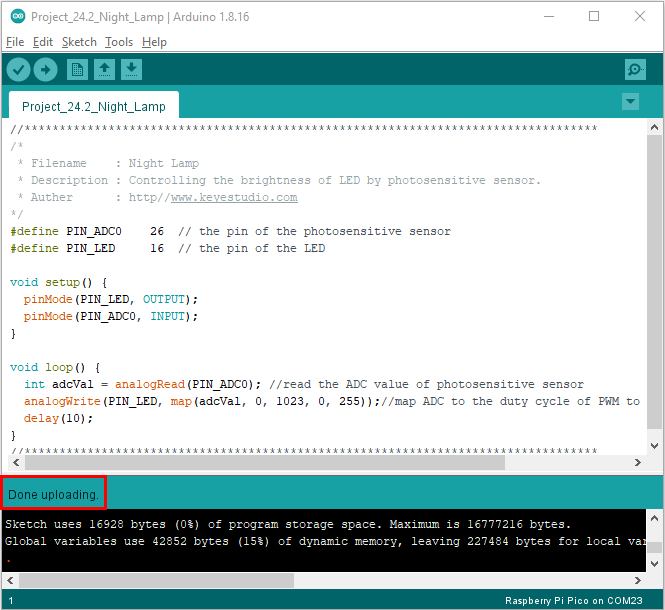 Project_24.2_Night_Lamp | Arduino 1.8.16
File Edit Sketch Tools Help
Project_24.2_Night_Lamp
//**********************************************************************************
/*
 * Filename    : Night Lamp
 * Description : Controlling the brightness of LED by photosensitive sensor.
 * Auther      : http//www.keyestudio.com
*/
#define PIN_ADC0    26  // the pin of the photosensitive sensor
#define PIN_LED     16  // the pin of the LED
void setup() {
  pinMode(PIN_LED, OUTPUT);
  pinMode(PIN_ADC0, INPUT);
}
void loop() {
  int adcVal = analogRead(PIN_ADC0); //read the ADC value of photosensitive sensor
  analogWrite(PIN_LED, map(adcVal, 0, 1023, 0, 255));//map ADC to the duty cycle of PWM to
  delay(10);
}
//**********************************************************************************
Done uploading.
Sketch uses 16928 bytes (0%) of program storage space. Maximum is 16777216 bytes.
Global variables use 42852 bytes (15%) of dynamic memory, leaving 227484 bytes for local var
.
1 Raspberry Pi Pico on COM23